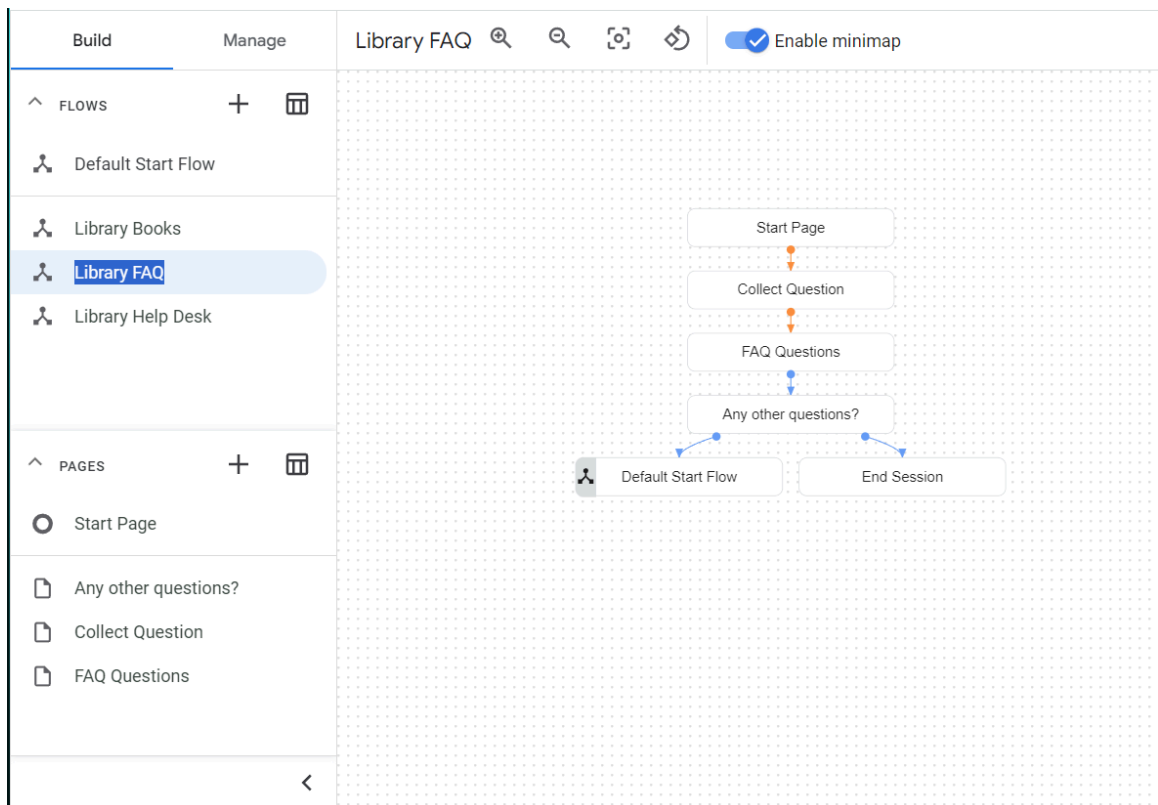 Build Manage
Library FAQ
Enable minimap
FLOWS
Default Start Flow
Library Books
Library FAQ
Library Help Desk
PAGES
Start Page
Any other questions?
Collect Question
FAQ Questions
Start Page
Collect Question
FAQ Questions
Any other questions?
Default Start Flow
End Session